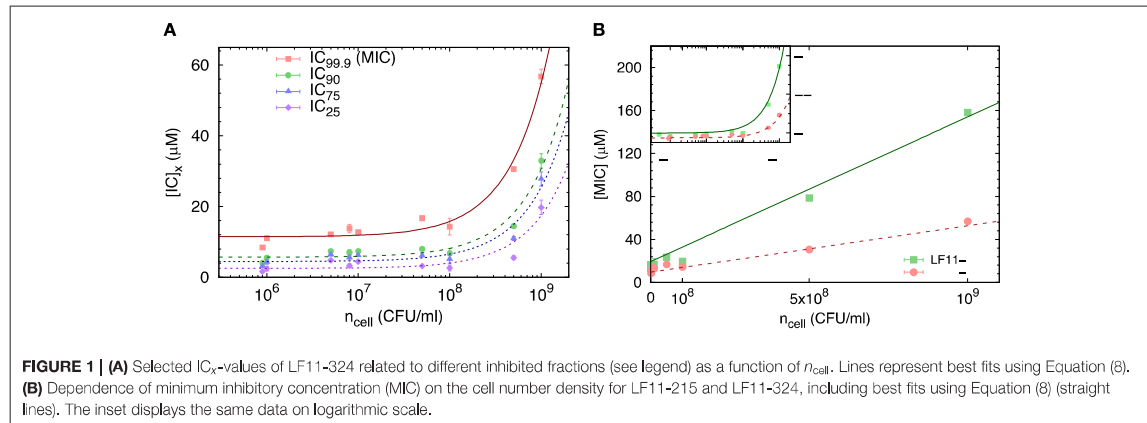 A
B
IC99.9 (MIC)
IC90
IC75
IC25
60
40
20
0
[IC]x (μM)
10^6
10^7
10^8
10^9
ncell (CFU/ml)
220
200
160
120
80
40
0
[MIC] (μM)
LF11
0
10^8
5x10^8
10^9
ncell (CFU/ml)
FIGURE 1 | (A) Selected ICx-values of LF11-324 related to different inhibited fractions (see legend) as a function of ncell. Lines represent best fits using Equation (8).
(B) Dependence of minimum inhibitory concentration (MIC) on the cell number density for LF11-215 and LF11-324, including best fits using Equation (8) (straight
lines). The inset displays the same data on logarithmic scale.